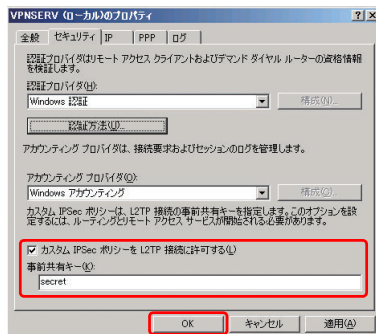 VPNSERV (ローカル)のプロパティ
全般 セキュリティ IP PPP ログ
認証プロバイダはリモート アクセス クライアントおよびデマンド ダイヤル ルーターの資格情報
を検証します。
認証プロバイダ(H):
Windows 認証 構成(N)...
認証方法(U)...
アカウンティング プロバイダは、接続要求およびセッションのログを管理します。
アカウンティング プロバイダ(O):
Windows アカウンティング 構成(G)...
カスタム IPSec ポリシーは、L2TP 接続の事前共有キーを指定します。このオプションを設
定するには、ルーティングとリモート アクセス サービスが開始される必要があります。
カスタム IPSec ポリシーを L2TP 接続に許可する(L)
事前共有キー(K):
secret
OK キャンセル 適用(A)